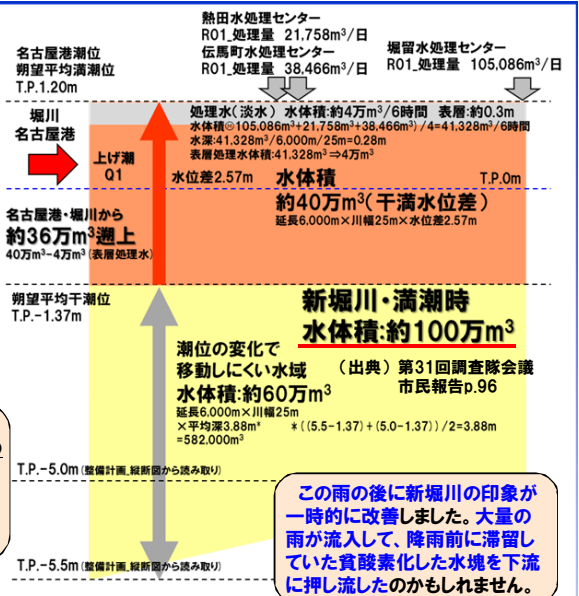 熱田水処理センター
R01_処理量 21,758m³/日
伝馬町水処理センター
R01_処理量 38,466m³/日
堀留水処理センター
R01_処理量 105,086m³/日
名古屋港潮位
朔望平均満潮位
T.P.1.20m
堀川
名古屋港
上げ潮
Q1
処理水(淡水) 水体積:約4万m³/6時間 表層:約0.3m
水体積≒105,086m³+21,758m³+38,466m³)/4=41,328m³/6時間
水深:41,328m³/6,000m/25m=0.28m
表層処理水体積:41,328m³⇒4万m³
水位差2.57m
水体積
T.P.0m
約40万m³(干満水位差)
延長6,000m×川幅25m×水位差2.57m
名古屋港・堀川から
約36万m³遡上
40万m³-4万m³(表層処理水)
朔望平均干潮位
T.P.-1.37m
新堀川・満潮時
水体積:約100万m³
(出典)第31回調査隊会議
市民報告p.96
潮位の変化で
移動しにくい水域
水体積:約60万m³
延長6,000m×川幅25m
×平均深3.88m* *((5.5-1.37)+(5.0-1.37))/2=3.88m
=582,000m³
T.P.-5.0m(整備計画_縦断図から読み取り)
T.P.-5.5m(整備計画_縦断図から読み取り)
この雨の後に新堀川の印象が
一時的に改善しました。大量の
雨が流入して、降雨前に滞留し
ていた貧酸素化した水塊を下流
に押し流したのかもしれません。